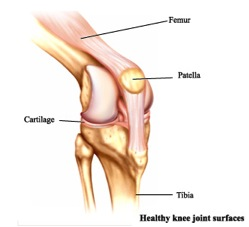 Femur
Patella
Cartilage
Tibia
Healthy knee joint surfaces